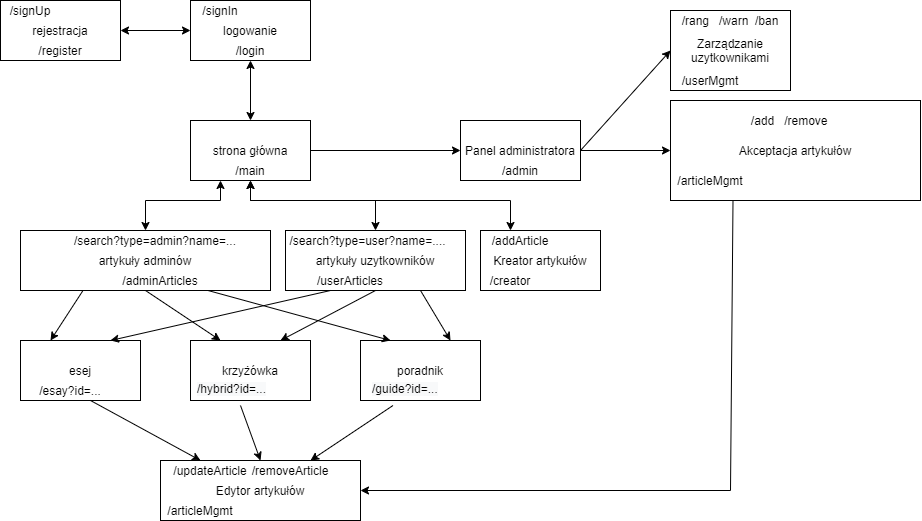 /signUp
rejestracja
/register
/signIn
logowanie
/login
/rang /warn /ban
Zarządzanie
uzytkownikami
/userMgmt
/add /remove
Akceptacja artykułów
/articleMgmt
strona główna
/main
Panel administratora
/admin
/search?type=admin?name=...
artykuły adminów
/adminArticles
/search?type=user?name=....
artykuły uzytkowników
/userArticles
/addArticle
Kreator artykułów
/creator
esej
/esay?id=...
krzyżówka
/hybrid?id=...
poradnik
/guide?id=...
/updateArticle /removeArticle
Edytor artykułów
/articleMgmt